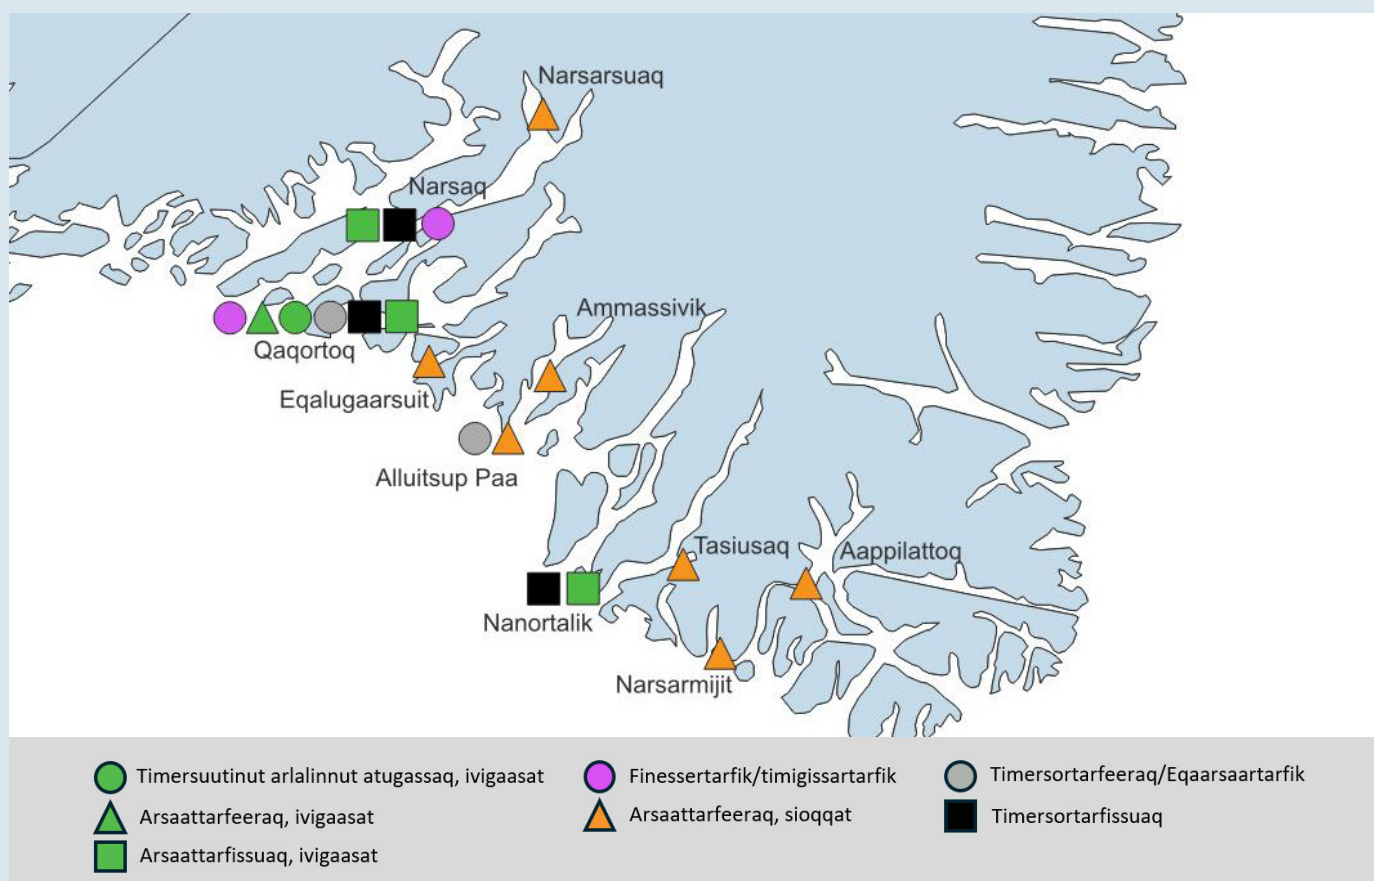 Narsarsuaq
Narsaq
Ammassivik
Qaqortoq
Eqalugaarsuit
Alluitsup Paa
Tasiusaq
Aappilattoq
Nanortalik
Narsarmijit
Timersuutinut arlalinnut atugassaq, ivigaasat
Finessertarfik/timigissartarfik
Timersortarfeeraq/Eqaarsaartarfik
Arsaattarfeeraq, ivigaasat
Arsaattarfeeraq, sioqqat
Timersortarfissuaq
Arsaattarfissuaq, ivigaasat